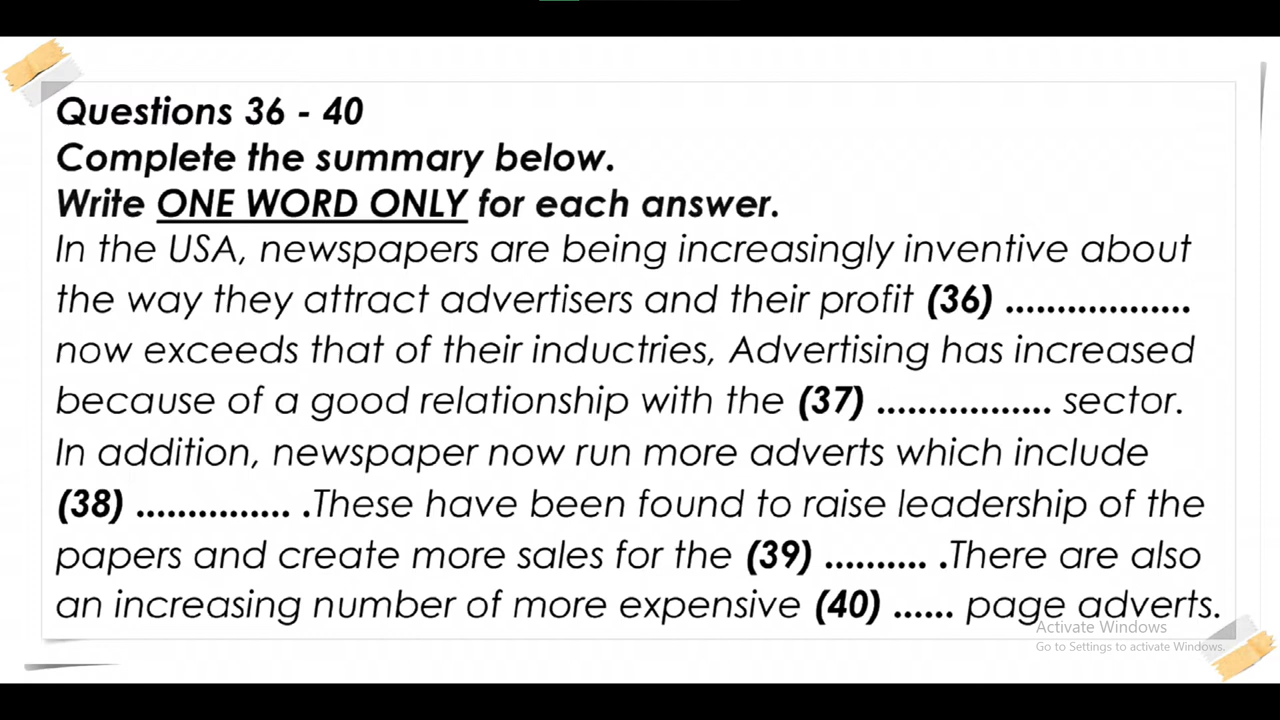 Questions 36 - 40
Complete the summary below.
Write ONE WORD ONLY for each answer.
In the USA, newspapers are being increasingly inventive about
the way they attract advertisers and their profit (36) ..................
now exceeds that of their inductries, Advertising has increased
because of a good relationship with the (37) ................. sector.
In addition, newspaper now run more adverts which include
(38) ............... .These have been found to raise leadership of the
papers and create more sales for the (39) .......... .There are also
an increasing number of more expensive (40) ...... page adverts.
Activate Windows
Go to Settings to activate Windows.